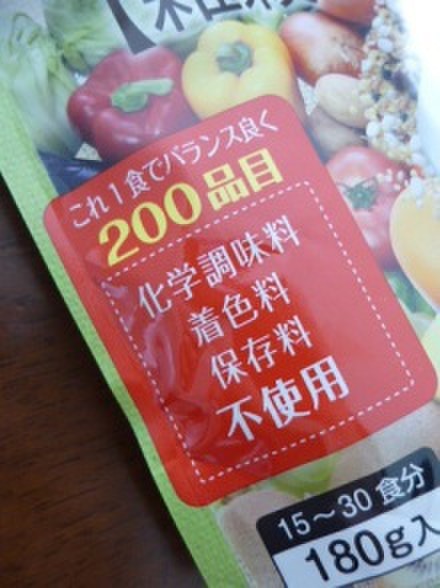 これ1食でバランス良く
200品目
化学調味料
着色料
保存料
不使用
15～30食分
180g入